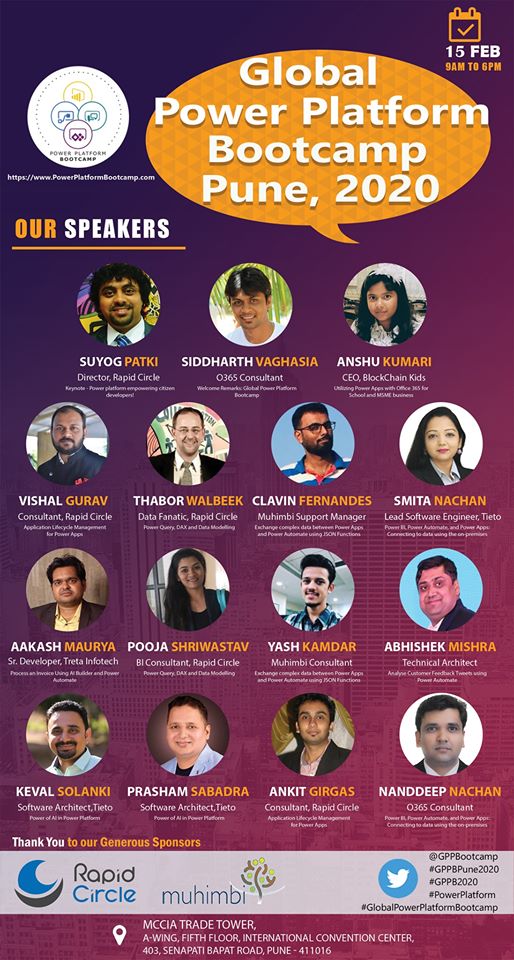 15 FEB
9AM TO 6PM
Global
Power Platform
Bootcamp
Pune, 2020
POWER PLATFORM
BOOTCAMP
https://www.PowerPlatformBootcamp.com
OUR SPEAKERS
SUYOG PATKI
Director, Rapid Circle
Keynote - Power platform empowering citizen
developers!
SIDDHARTH VAGHASIA
O365 Consultant
Welcome Remarks: Global Power Platform
Bootcamp
ANSHU KUMARI
CEO, BlockChain Kids
Utilizing Power Apps with Office 365 for
School and MSME business
VISHAL GURAV
Consultant, Rapid Circle
Application Lifecycle Management
for Power Apps
THABOR WALBEEK
Data Fanatic, Rapid Circle
Power Query, DAX and Data Modelling
CLAVIN FERNANDES
Muhimbi Support Manager
Exchange complex data between Power Apps
and Power Automate using JSON Functions
SMITA NACHAN
Lead Software Engineer, Tieto
Power BI, Power Automate, and Power Apps:
Connecting to data using the on-premises
AAKASH MAURYA
Sr. Developer, Treta Infotech
Process an Invoice Using AI Builder and Power
Automate
POOJA SHRIWASTAV
BI Consultant, Rapid Circle
Power Query, DAX and Data Modelling
YASH KAMDAR
Muhimbi Consultant
Exchange complex data between Power Apps
and Power Automate using JSON Functions
ABHISHEK MISHRA
Technical Architect
Analyse Customer Feedback Tweets using
Power Automate
KEVAL SOLANKI
Software Architect,Tieto
Power of AI in Power Platform
PRASHAM SABADRA
Software Architect,Tieto
Power of AI in Power Platform
ANKIT GIRGAS
Consultant, Rapid Circle
Application Lifecycle Management
for Power Apps
NANDDEEP NACHAN
O365 Consultant
Power BI, Power Automate, and Power Apps:
Connecting to data using the on-premises
Thank You to our Generous Sponsors
Rapid
Circle
muhimbi
@GPPBootcamp
#GPPBPune2020
#GPPB2020
#PowerPlatform
#GlobalPowerPlatformBootcamp
MCCIA TRADE TOWER,
A-WING, FIFTH FLOOR, INTERNATIONAL CONVENTION CENTER,
403, SENAPATI BAPAT ROAD, PUNE - 411016